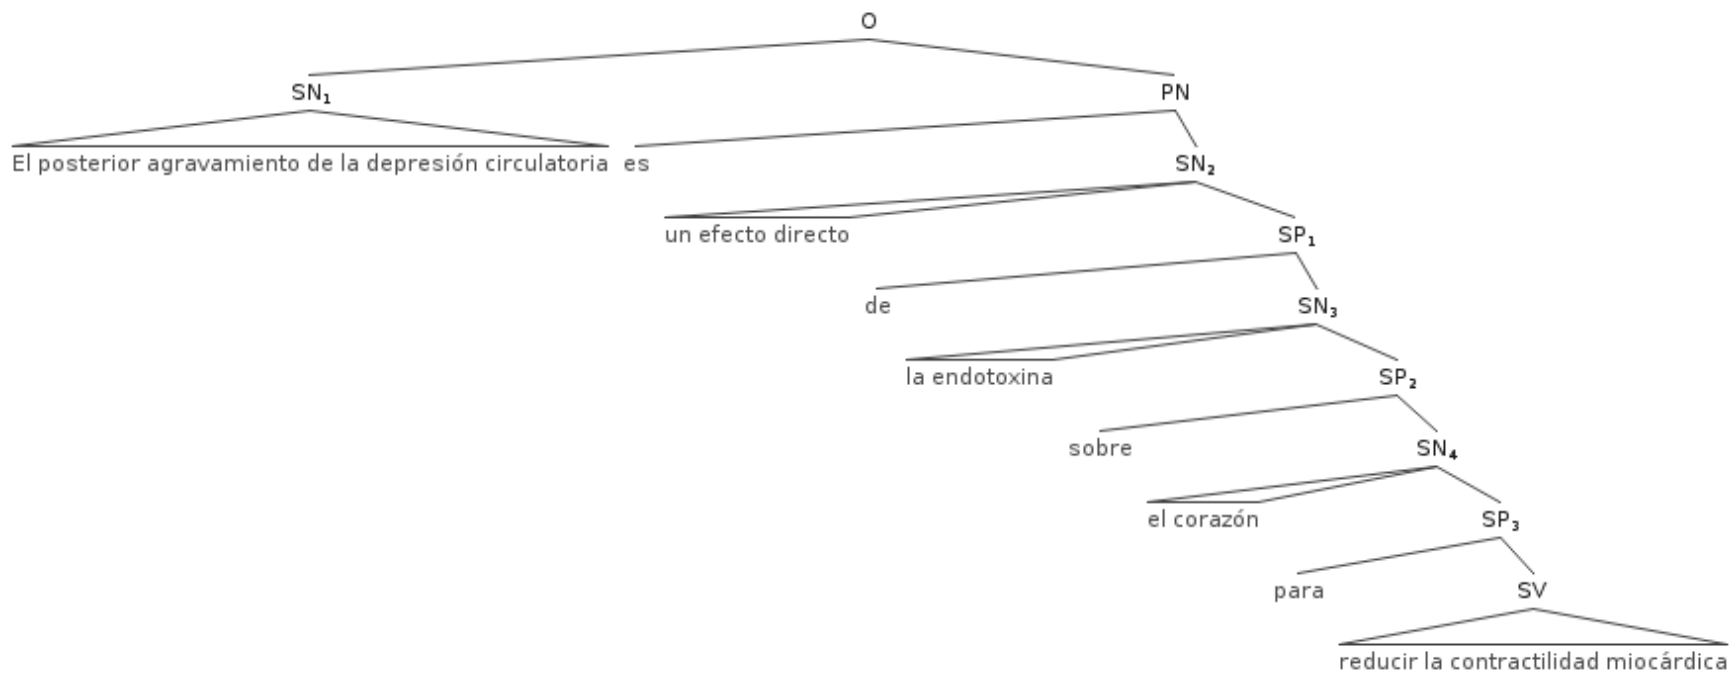 O
SN₁ PN
El posterior agravamiento de la depresión circulatoria es
SN₂
un efecto directo
SP₁
de
SN₃
la endotoxina
SP₂
sobre
SN₄
el corazón
SP₃
para
SV
reducir la contractilidad miocárdica